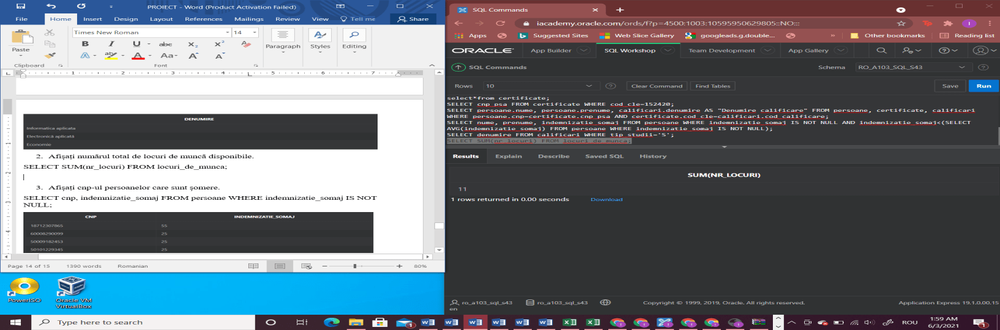 PROIECT - Word (Product Activation Failed)
File Home Insert Design Layout References Mailings Review View Tell me Share
Times New Roman 14
Paste
B I U abc X2 X2
A ab A Aa A A
Paragraph Styles Editing
Clipboard Font
1 2 3 4 5 6 7
DENUMIRE
Informatica aplicata
Electronică aplicată
Economie
2. Afișați numărul total de locuri de muncă disponibile.
SELECT SUM(nr_locuri) FROM locuri_de_munca;
3. Afișați cnp-ul persoanelor care sunt șomere.
SELECT cnp, indemnizatie_somaj FROM persoane WHERE indemnizatie_somaj IS NOT
NULL;
CNP INDEMNIZATIE_SOMAJ
18712307865 55
60008290099 25
50009182453 25
50101229345 25
Page 14 of 15 1390 words Romanian 80%
PowerISO
Oracle VM
VirtualBox
SQL Commands
iacademy.oracle.com/ords/f?p=4500:1003:10595950629805::NO:::
Apps Suggested Sites Web Slice Gallery googleads.g.double... » Other bookmarks Reading list
ORACLE App Builder SQL Workshop Team Development App Gallery
SQL Commands Schema RO_A103_SQL_S43
Rows 10 Clear Command Find Tables Save Run
select*from certificate;
SELECT cnp_psa FROM certificate WHERE cod_cle=152420;
SELECT persoane.nume, persoane.prenume, calificari.denumire AS "Denumire calificare" FROM persoane, certificate, calificari
WHERE persoane.cnp=certificate.cnp_psa AND certificate.cod_cle=calificari.cod_calificare;
SELECT nume, prenume, indemnizatie_somaj FROM persoane WHERE indemnizatie_somaj IS NOT NULL AND indemnizatie_somaj<(SELECT
AVG(indemnizatie_somaj) FROM persoane WHERE indemnizatie_somaj IS NOT NULL);
SELECT denumire FROM calificari WHERE tip_studii='S';
SELECT SUM(nr_locuri) FROM locuri_de_munca;
Results Explain Describe Saved SQL History
SUM(NR_LOCURI)
11
1 rows returned in 0.00 seconds Download
ro_a103_sql_s43 ro_a103_sql_s43 Copyright © 1999, 2019, Oracle. All rights reserved. Application Express 19.1.0.00.15
en
Type here to search
ROU
1:59 AM
6/3/2021